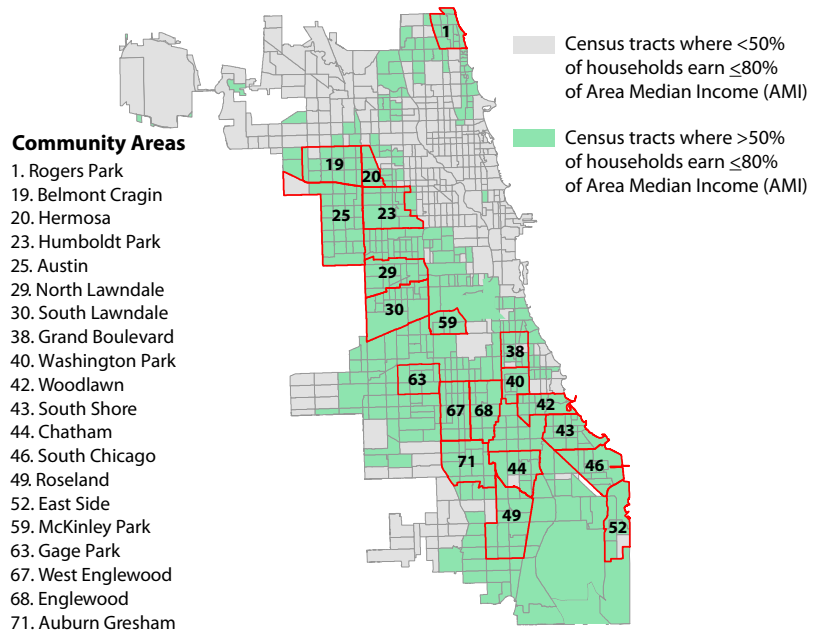 Census tracts where <50%
of households earn ≤80%
of Area Median Income (AMI)
Census tracts where >50%
of households earn ≤80%
of Area Median Income (AMI)
Community Areas
1. Rogers Park
19. Belmont Cragin
20. Hermosa
23. Humboldt Park
25. Austin
29. North Lawndale
30. South Lawndale
38. Grand Boulevard
40. Washington Park
42. Woodlawn
43. South Shore
44. Chatham
46. South Chicago
49. Roseland
52. East Side
59. McKinley Park
63. Gage Park
67. West Englewood
68. Englewood
71. Auburn Gresham
1
19
20
25
23
29
30
59
38
63
40
67
68
42
43
71
44
46
49
52